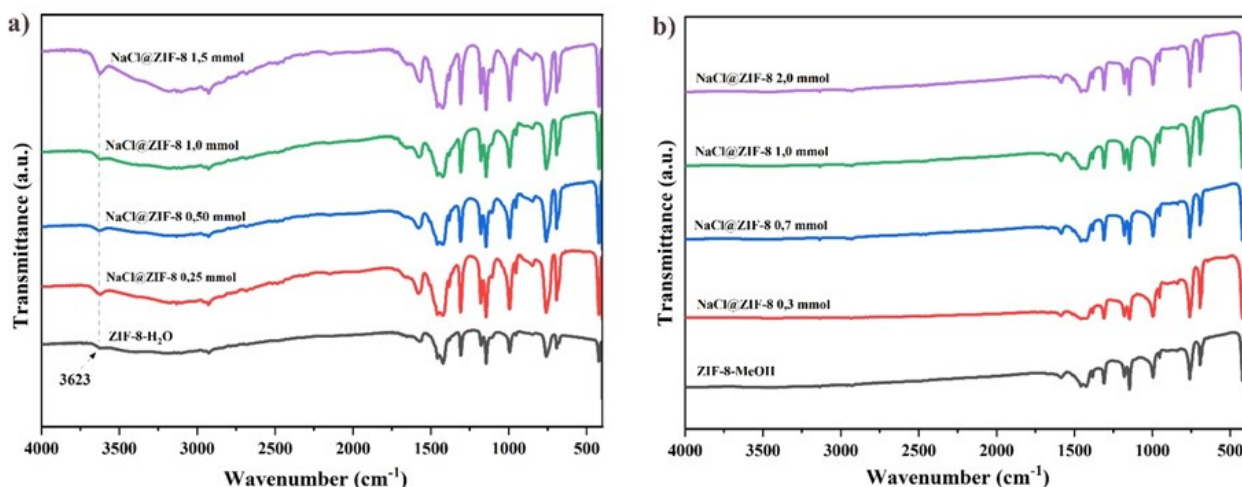 a)
NaCl@ZIF-8 1,5 mmol
NaCl@ZIF-8 1,0 mmol
NaCl@ZIF-8 0,50 mmol
NaCl@ZIF-8 0,25 mmol
ZIF-8-H₂O
3623
Transmittance (a.u.)
4000 3500 3000 2500 2000 1500 1000 500
Wavenumber (cm⁻¹)
b)
NaCl@ZIF-8 2,0 mmol
NaCl@ZIF-8 1,0 mmol
NaCl@ZIF-8 0,7 mmol
NaCl@ZIF-8 0,3 mmol
ZIF-8-MeOH
Transmittance (a.u.)
4000 3500 3000 2500 2000 1500 1000 500
Wavenumber (cm⁻¹)